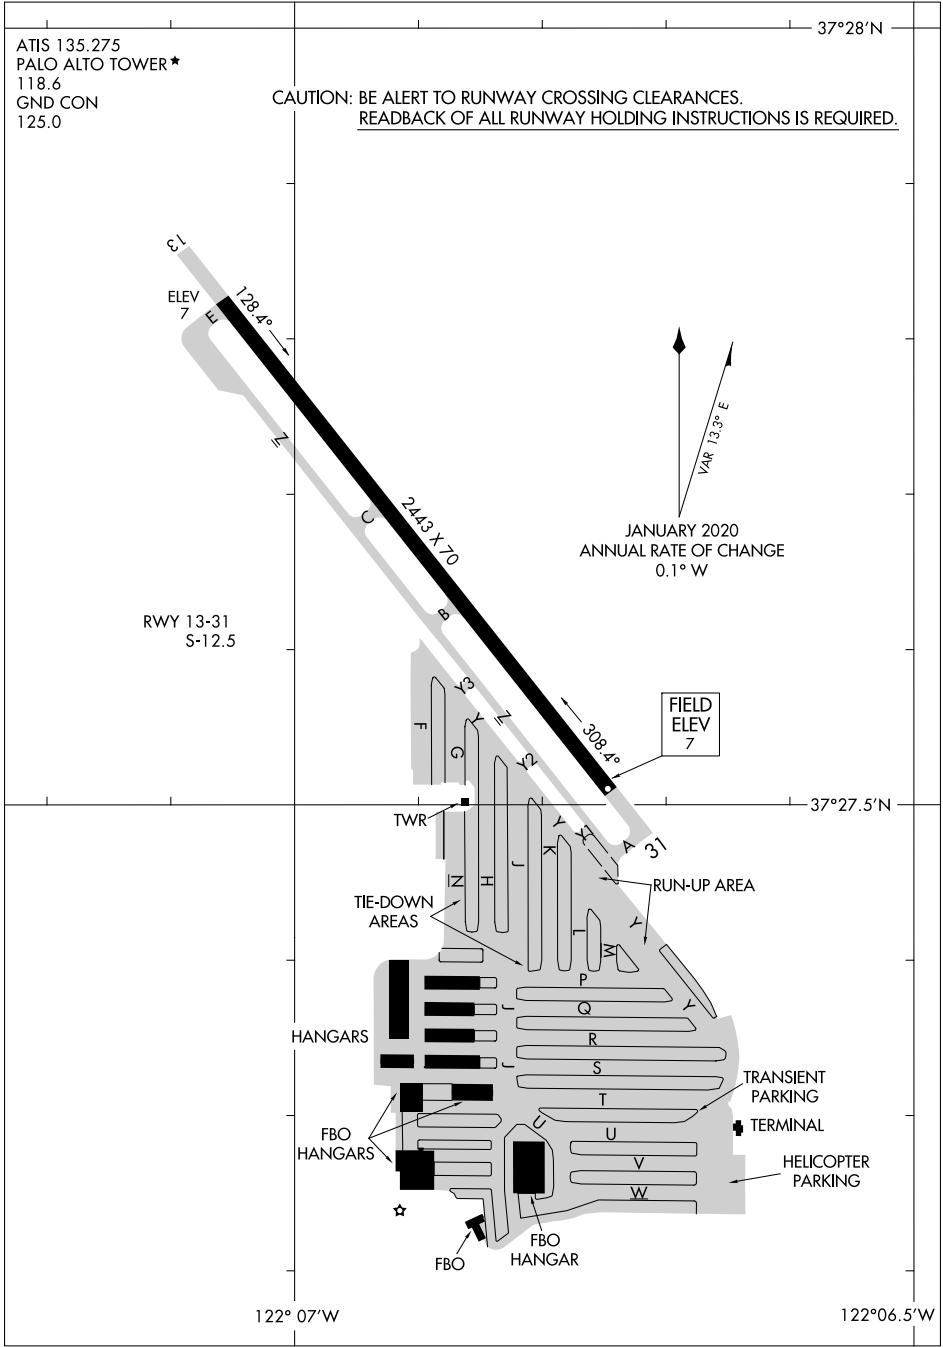 37°28'N
ATIS 135.275
PALO ALTO TOWER★
118.6
GND CON
125.0
CAUTION: BE ALERT TO RUNWAY CROSSING CLEARANCES.
READBACK OF ALL RUNWAY HOLDING INSTRUCTIONS IS REQUIRED.
13
ELEV
7
E
128.4°
VAR 13.3° E
Z
C
2443 X 70
JANUARY 2020
ANNUAL RATE OF CHANGE
0.1° W
B
RWY 13-31
S-12.5
Y3
F
G
Y
Z
Y2
308.4°
FIELD
ELEV
7
37°27.5'N
TWR
Y
Y1
A
31
K
J
H
N
RUN-UP AREA
TIE-DOWN
AREAS
L
M
Y
P
Y
Q
J
HANGARS
R
S
J
T
TRANSIENT
PARKING
U
U
TERMINAL
FBO
HANGARS
V
HELICOPTER
PARKING
W
FBO
HANGAR
FBO
122° 07'W
122°06.5'W